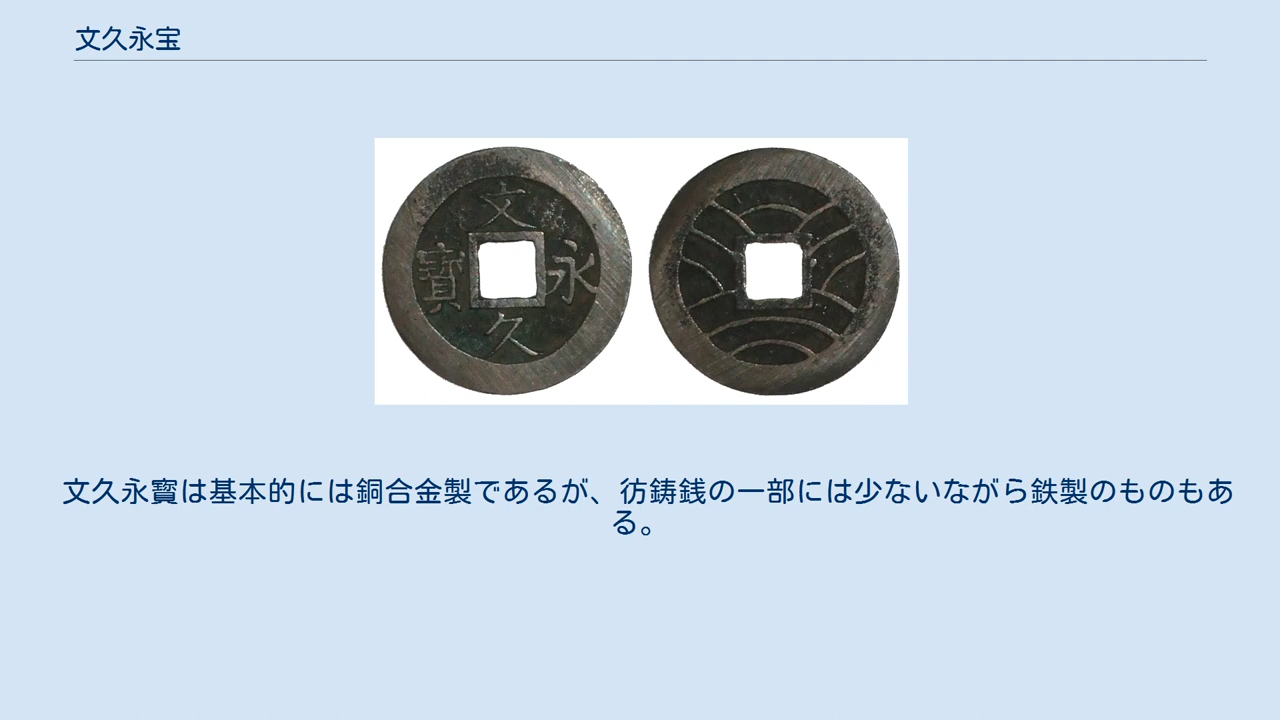 文久永宝
文
寳 永
久
文久永寳は基本的には銅合金製であるが、彷鋳銭の一部には少ないながら鉄製のものもあ
る。